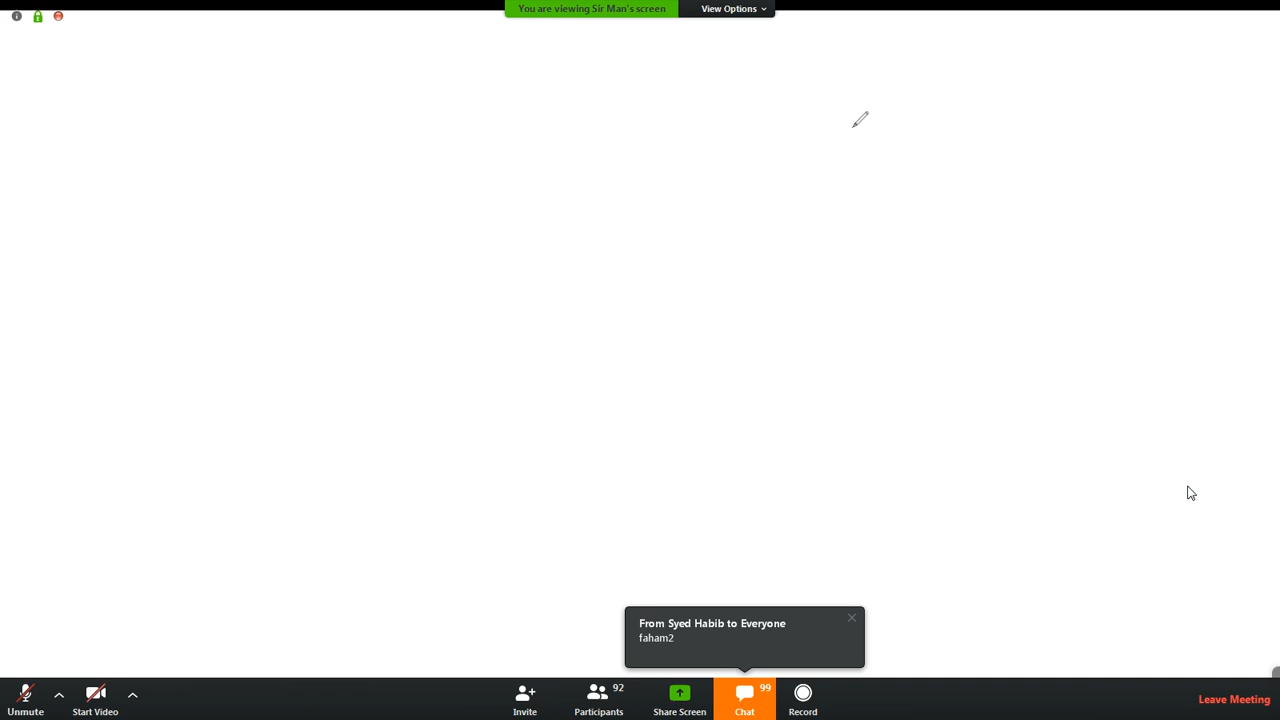 You are viewing Sir Man's screen
View Options
From Syed Habib to Everyone
faham2
Unmute
Start Video
Invite
92
Participants
Share Screen
99
Chat
Record
Leave Meeting